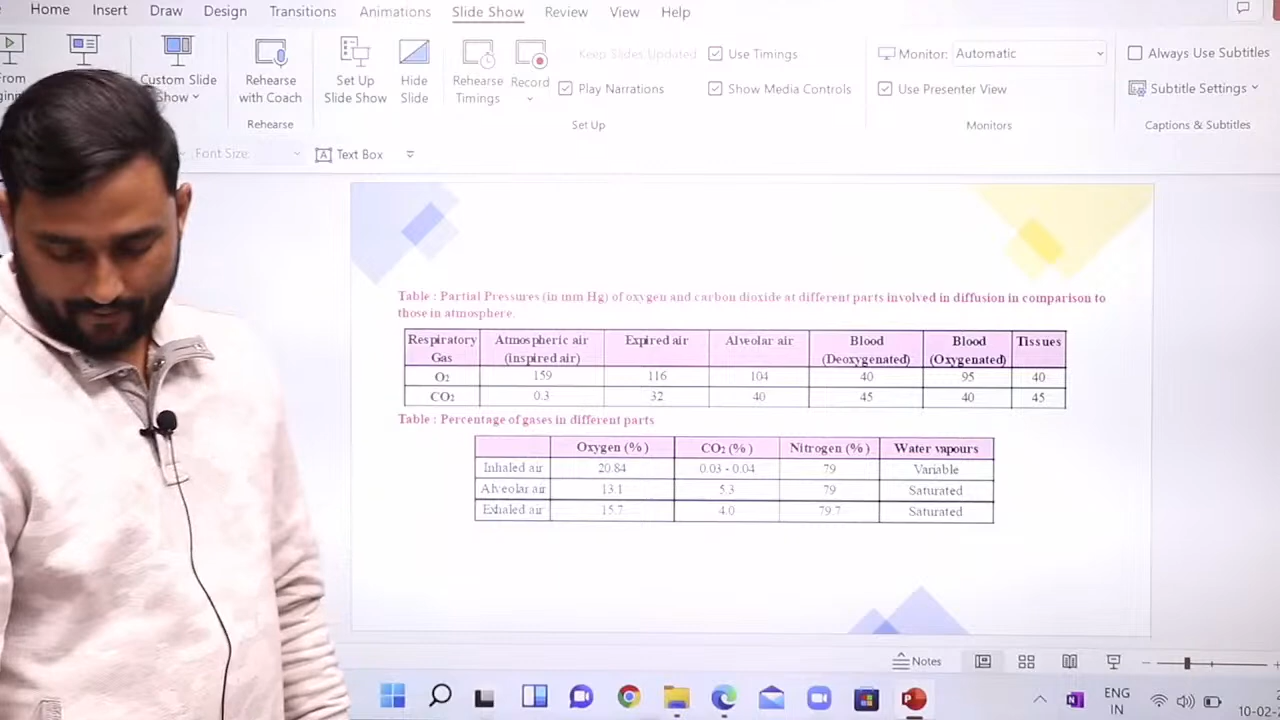 Home Insert Draw Design Transitions Animations Slide Show Review View Help
From
Custom Slide
Show
Rehearse
with Coach
Rehearse
Set Up
Slide Show
Hide
Slide
Rehearse
Timings
Record
Keep Slides Updated
Play Narrations
Use Timings
Show Media Controls
Set Up
Monitor: Automatic
Use Presenter View
Monitors
Always Use Subtitles
Subtitle Settings
Captions & Subtitles
Font Size: Text Box
Table : Partial Pressures (in mm Hg) of oxygen and carbon dioxide at different parts involved in diffusion in comparison to
those in atmosphere.
Respiratory Atmospheric air Expired air Alveolar air Blood Blood Tissues
Gas (inspired air) (Deoxygenated) (Oxygenated)
O₂ 159 116 104 40 95 40
CO₂ 0.3 32 40 45 40 45
Table : Percentage of gases in different parts
Oxygen (%) CO₂ (%) Nitrogen (%) Water vapours
Inhaled air 20.84 0.03 - 0.04 79 Variable
Alveolar air 13.1 5.3 79 Saturated
Exhaled air 15.7 4.0 79.7 Saturated
Notes
ENG
IN